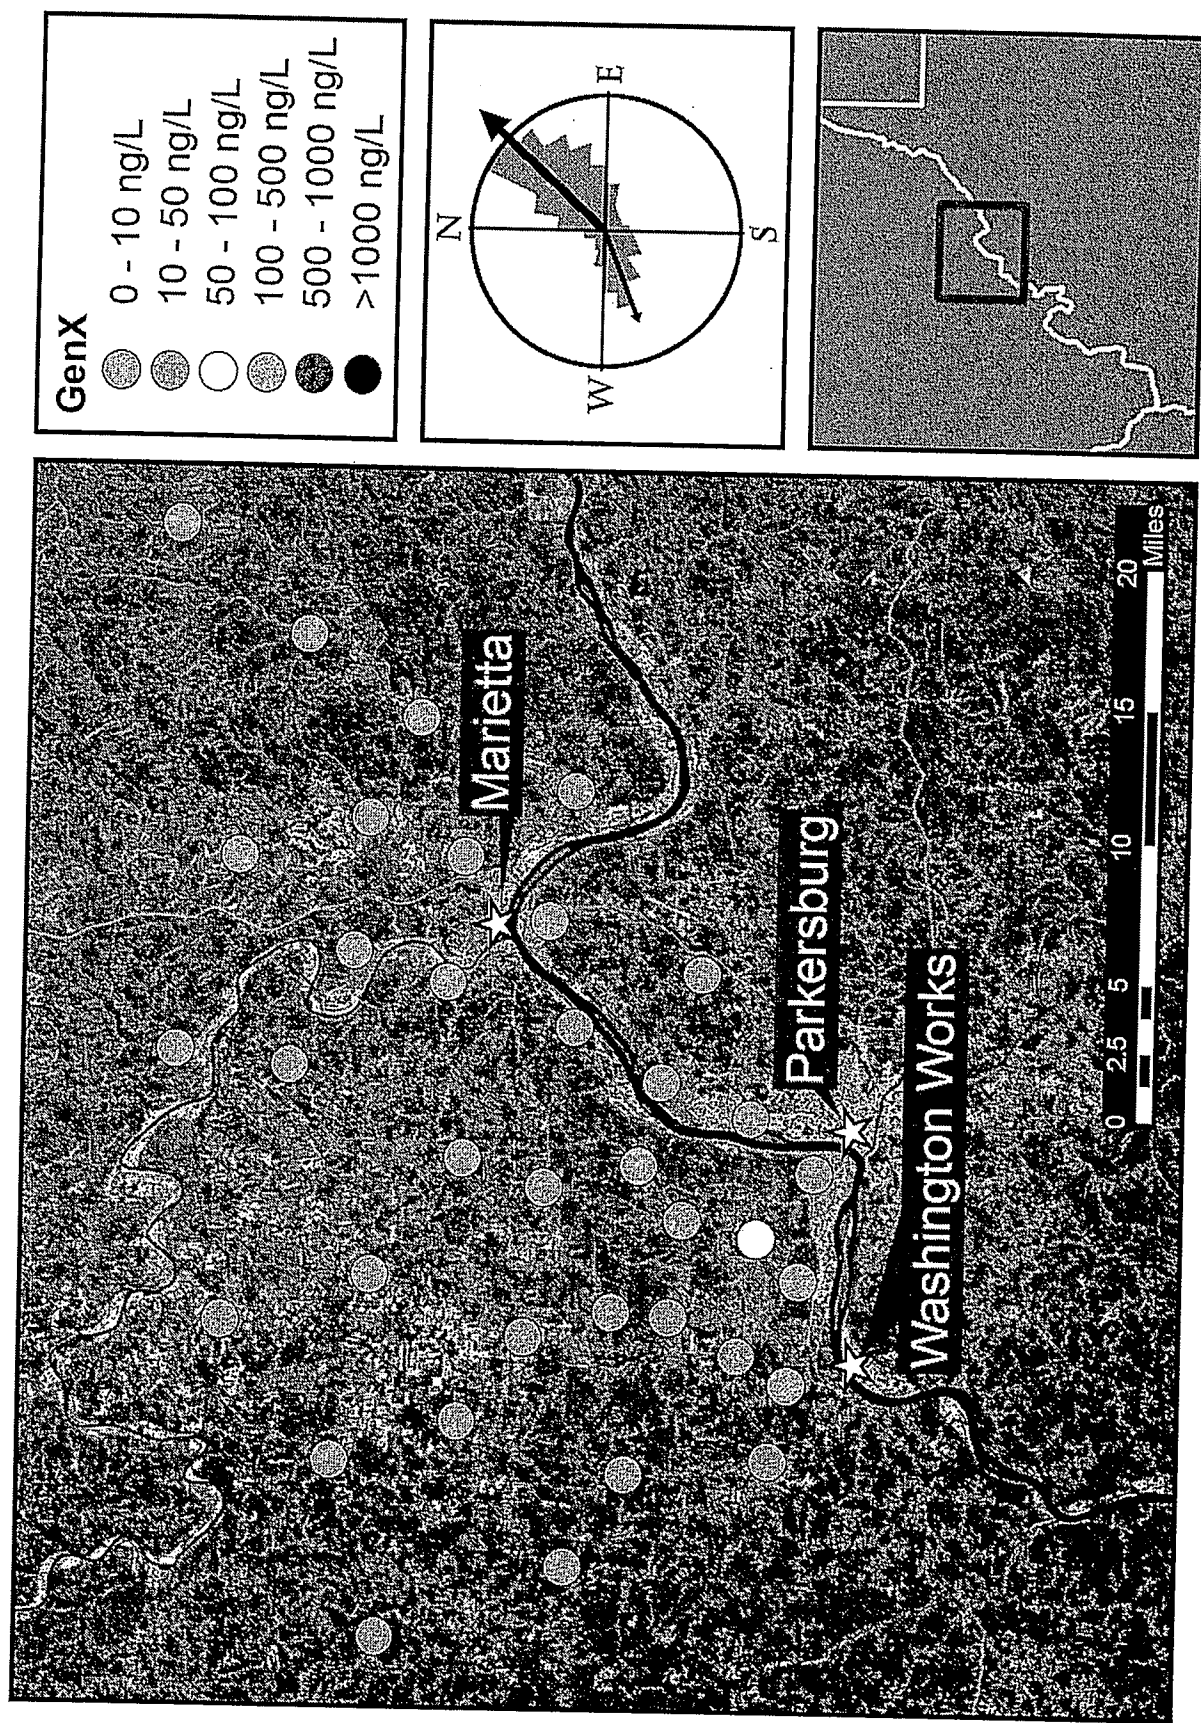 GenX
0 - 10 ng/L
10 - 50 ng/L
50 - 100 ng/L
100 - 500 ng/L
500 - 1000 ng/L
>1000 ng/L
N
E
S
W
Marietta
Parkersburg
Washington Works
0 2.5 5 10 15 20
Miles